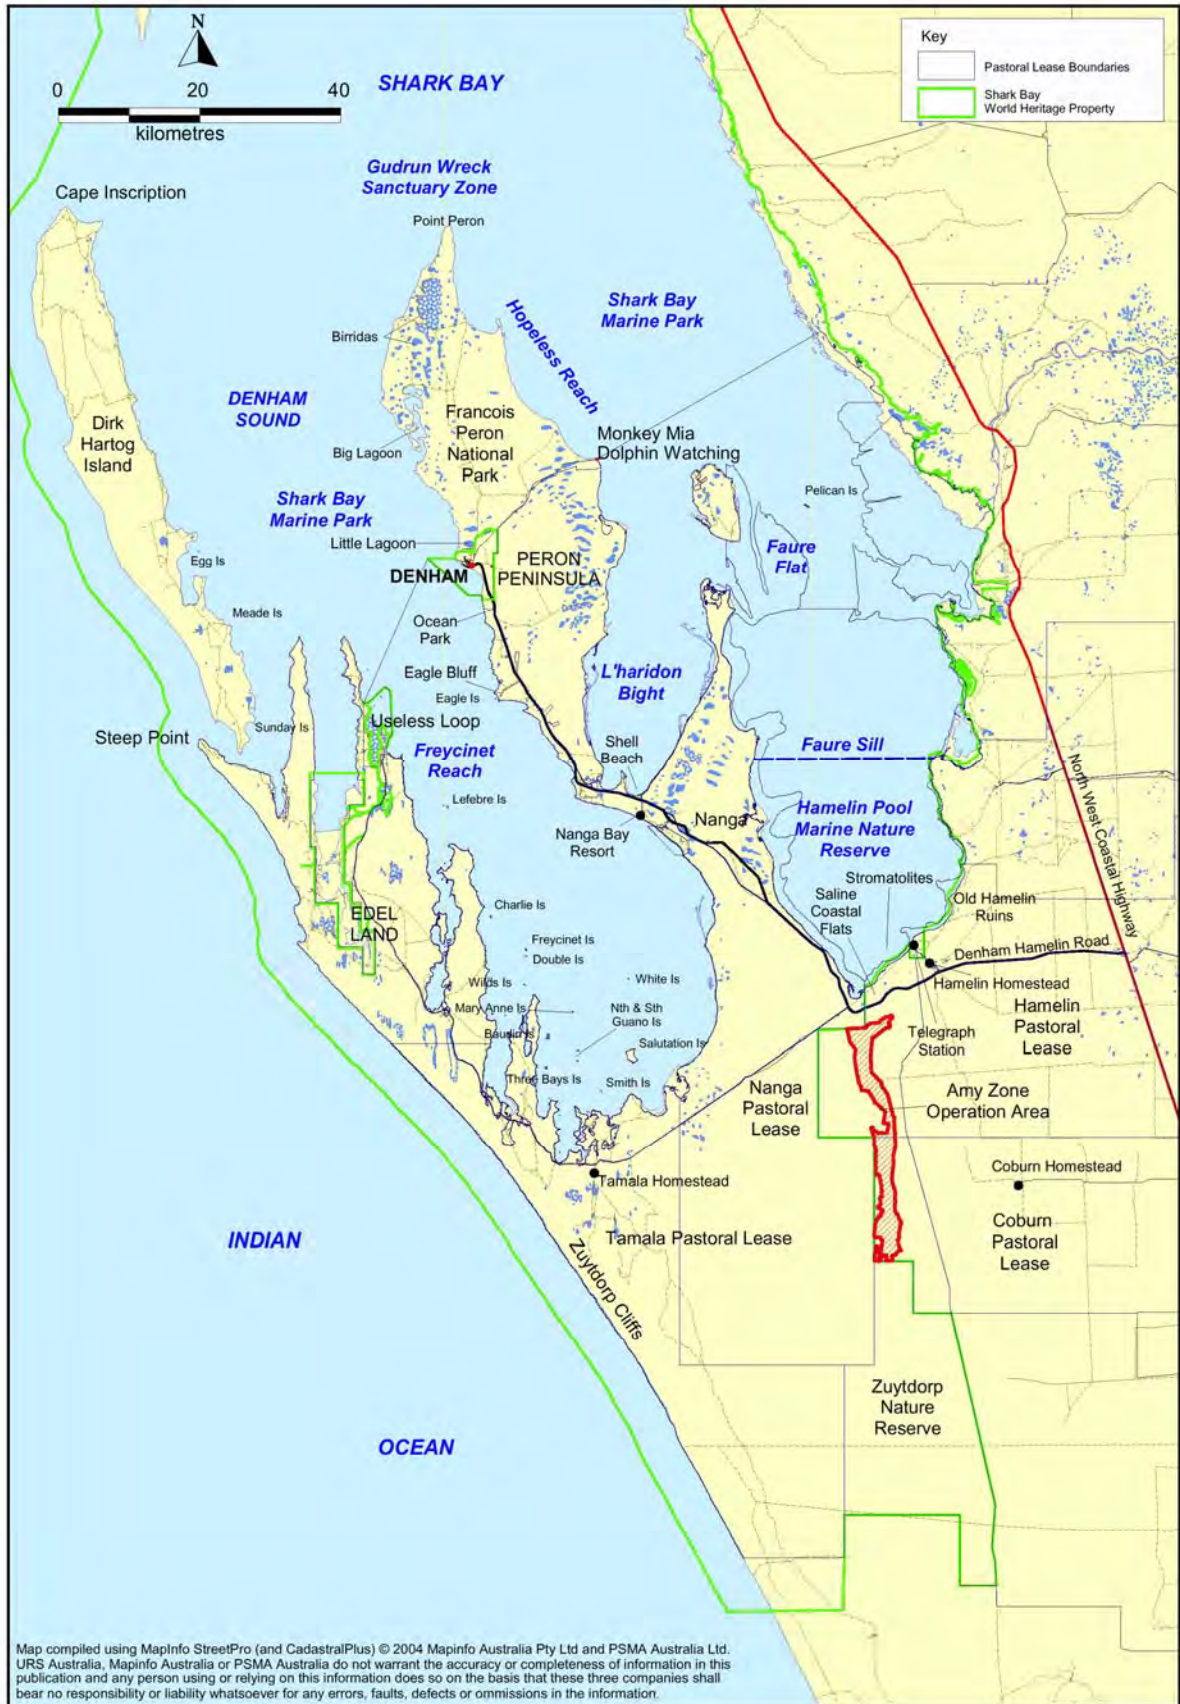 N
0
20
40
kilometres
SHARK BAY
Key
Pastoral Lease Boundaries
Shark Bay
World Heritage Property
Gudrun Wreck
Sanctuary Zone
Cape Inscription
Point Peron
Shark Bay
Marine Park
Hopeless Reach
Birridas
DENHAM
SOUND
Dirk
Hartog
Island
Francois
Peron
National
Park
Big Lagoon
Monkey Mia
Dolphin Watching
Pelican Is
Shark Bay
Marine Park
Little Lagoon
Faure
Flat
Egg Is
DENHAM
PERON
PENINSULA
Meade Is
Ocean
Park
Eagle Bluff
Eagle Is
L'haridon
Bight
Sunday Is
Useless Loop
Steep Point
Freycinet
Reach
Shell
Beach
Faure Sill
North West Coastal Highway
Lefebre Is
Nanga Bay
Resort
Nanga
Hamelin Pool
Marine Nature
Reserve
Stromatolites
Saline
Coastal
Flats
Old Hamelin
Ruins
EDEL
LAND
Charlie Is
Freycinet Is
Double Is
Denham Hamelin Road
Wilds Is
White Is
Hamelin Homestead
Mary Anne Is
Nth & Sth
Guano Is
Hamelin
Pastoral
Lease
Baudin Is
Salutation Is
Telegraph
Station
Three Bays Is
Smith Is
Nanga
Pastoral
Lease
Amy Zone
Operation Area
Tamala Homestead
Coburn Homestead
INDIAN
Tamala Pastoral Lease
Coburn
Pastoral
Lease
Zuytdorp Cliffs
Zuytdorp
Nature
Reserve
OCEAN
Map compiled using MapInfo StreetPro (and CadastralPlus) © 2004 Mapinfo Australia Pty Ltd and PSMA Australia Ltd.
URS Australia, Mapinfo Australia or PSMA Australia do not warrant the accuracy or completeness of information in this
publication and any person using or relying on this information does so on the basis that these three companies shall
bear no responsibility or liability whatsoever for any errors, faults, defects or ommissions in the information.